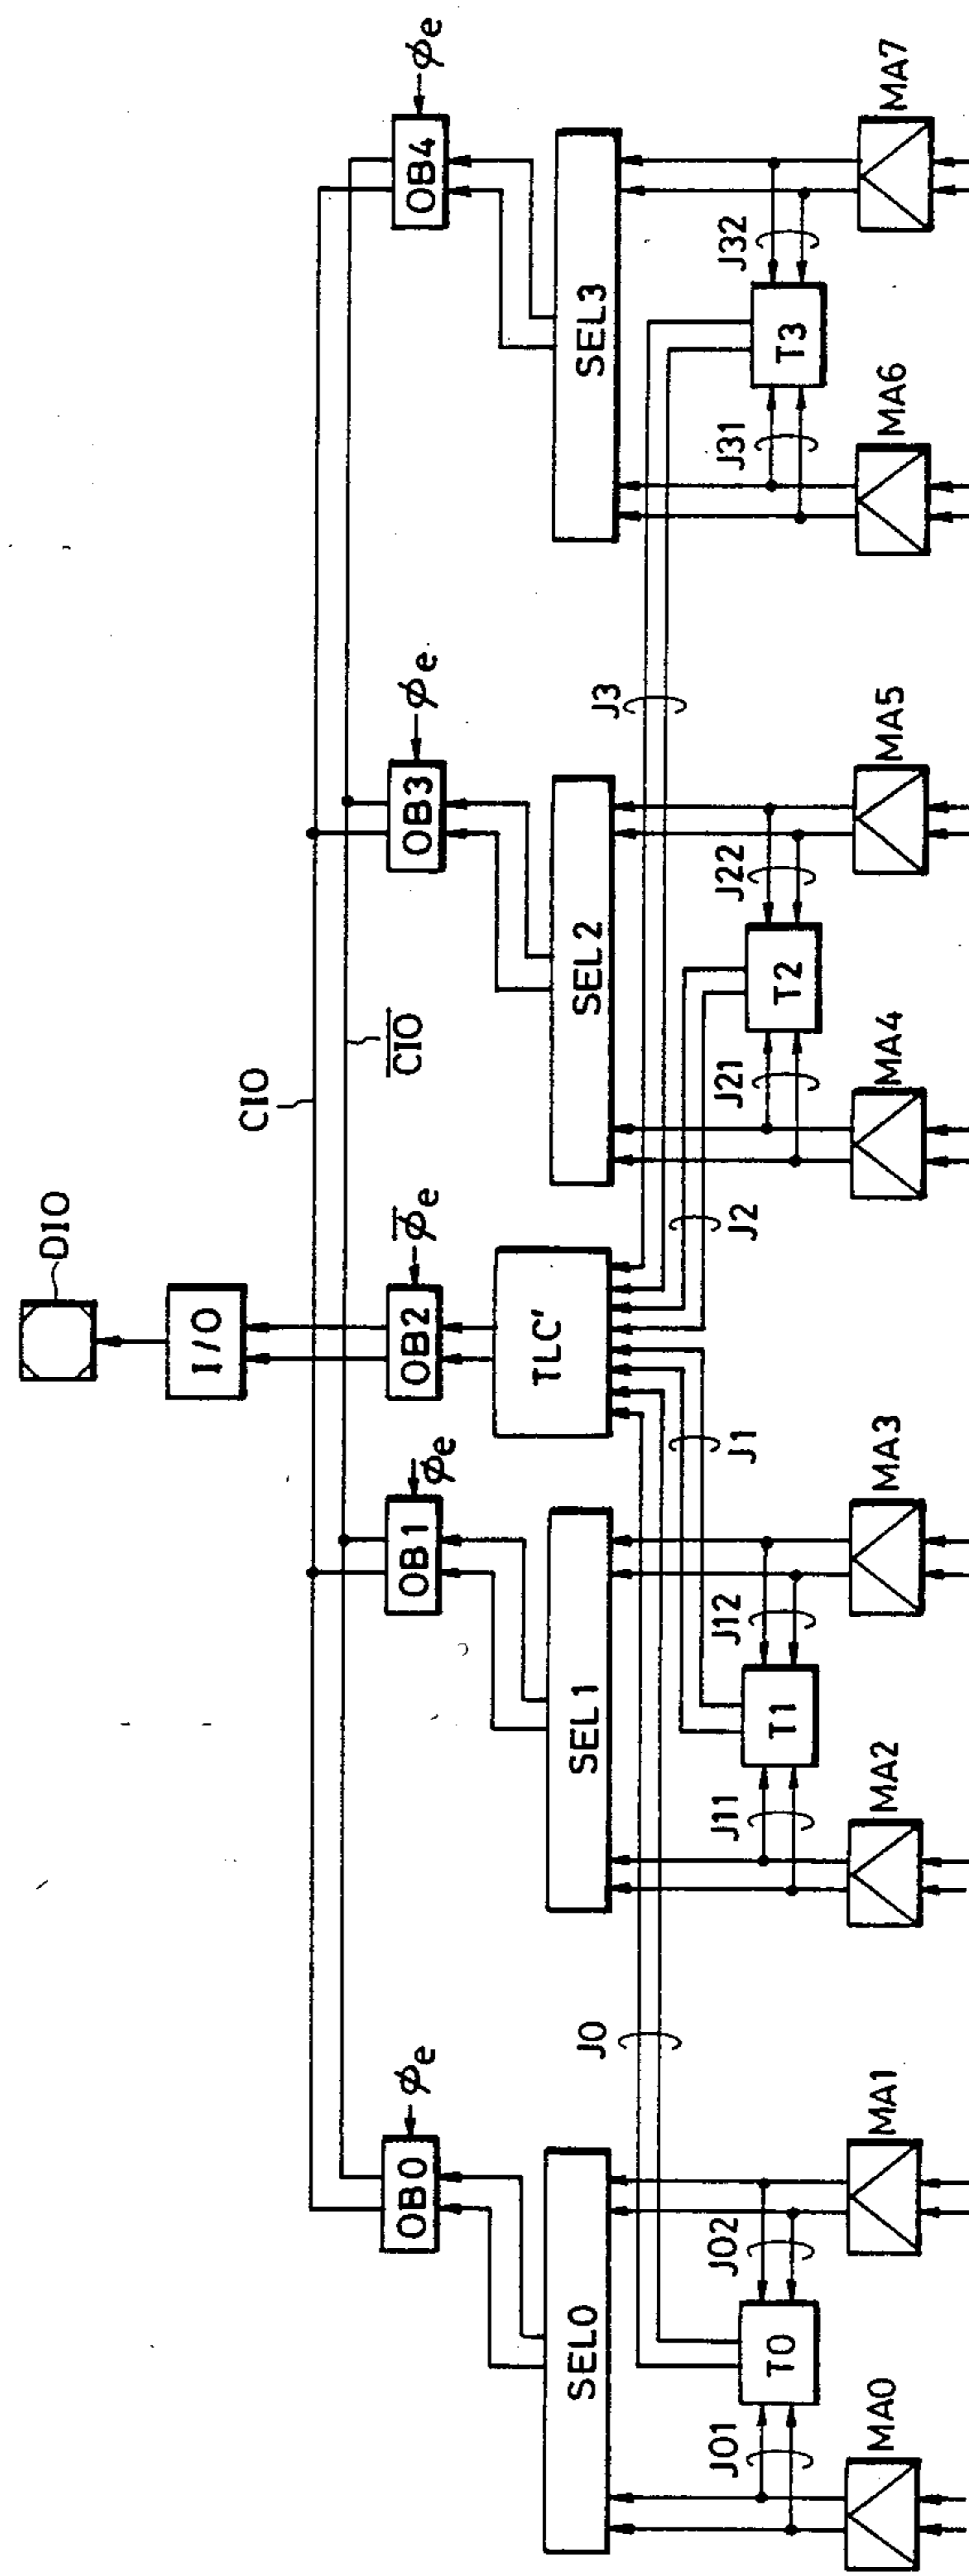 DIO
I/O
CIO
C̅I̅O̅
OB0
ϕe
OB1
ϕe
OB2
ϕ̅e
OB3
ϕe
OB4
ϕe
SEL0
SEL1
TLC'
SEL2
SEL3
J0
J1
J2
J3
J01
T0
J02
J11
T1
J12
J21
T2
J22
J31
T3
J32
MA0
MA1
MA2
MA3
MA4
MA5
MA6
MA7